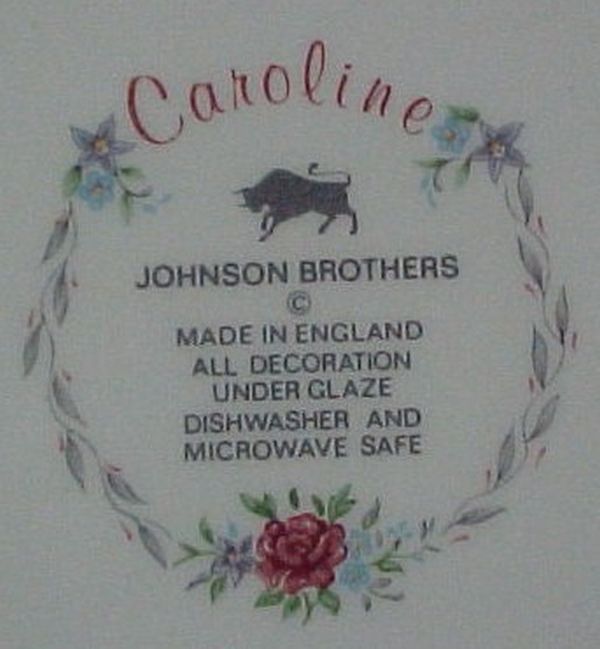 Caroline
JOHNSON BROTHERS
©
MADE IN ENGLAND
ALL DECORATION
UNDER GLAZE
DISHWASHER AND
MICROWAVE SAFE